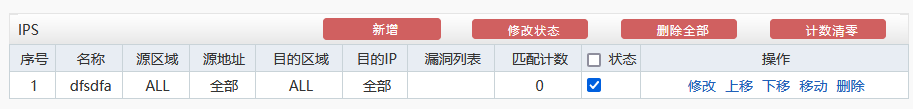 IPS 新增 修改状态 删除全部 计数清零
序号 名称 源区域 源地址 目的区域 目的IP 漏洞列表 匹配计数 状态 操作
1 dfsdfa ALL 全部 ALL 全部 0 修改 上移 下移 移动 删除